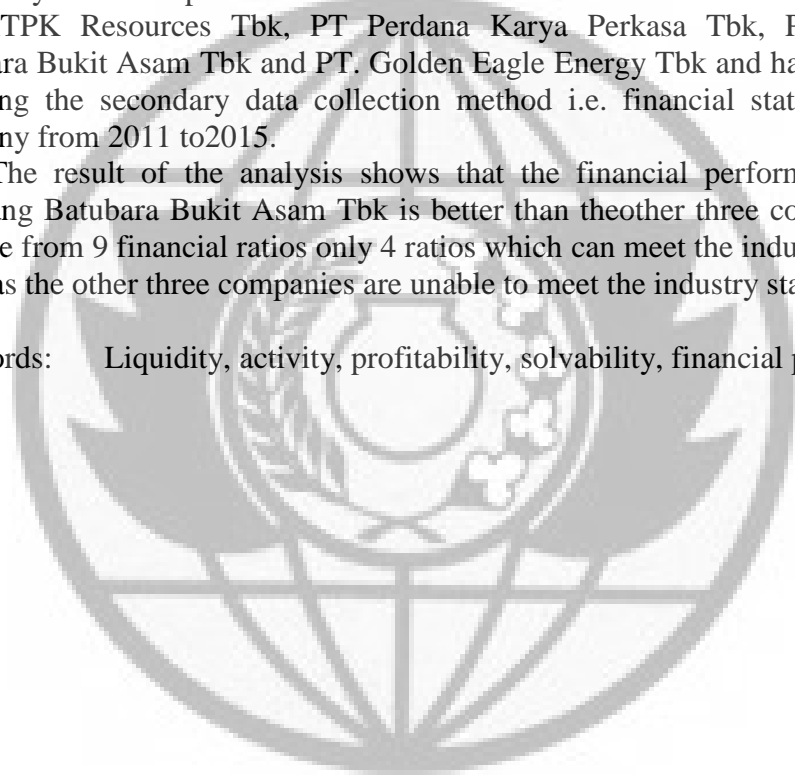 TPK Resources Tbk, PT Perdana Karya Perkasa Tbk,
ara Bukit Asam Tbk and PT. Golden Eagle Energy Tbk and ha
ng the secondary data collection method i.e. financial stat
ny from 2011 to2015.
he result of the analysis shows that the financial perform
ang Batubara Bukit Asam Tbk is better than theother three co
e from 9 financial ratios only 4 ratios which can meet the indu
as the other three companies are unable to meet the industry sta
ords: Liquidity, activity, profitability, solvability, financial p